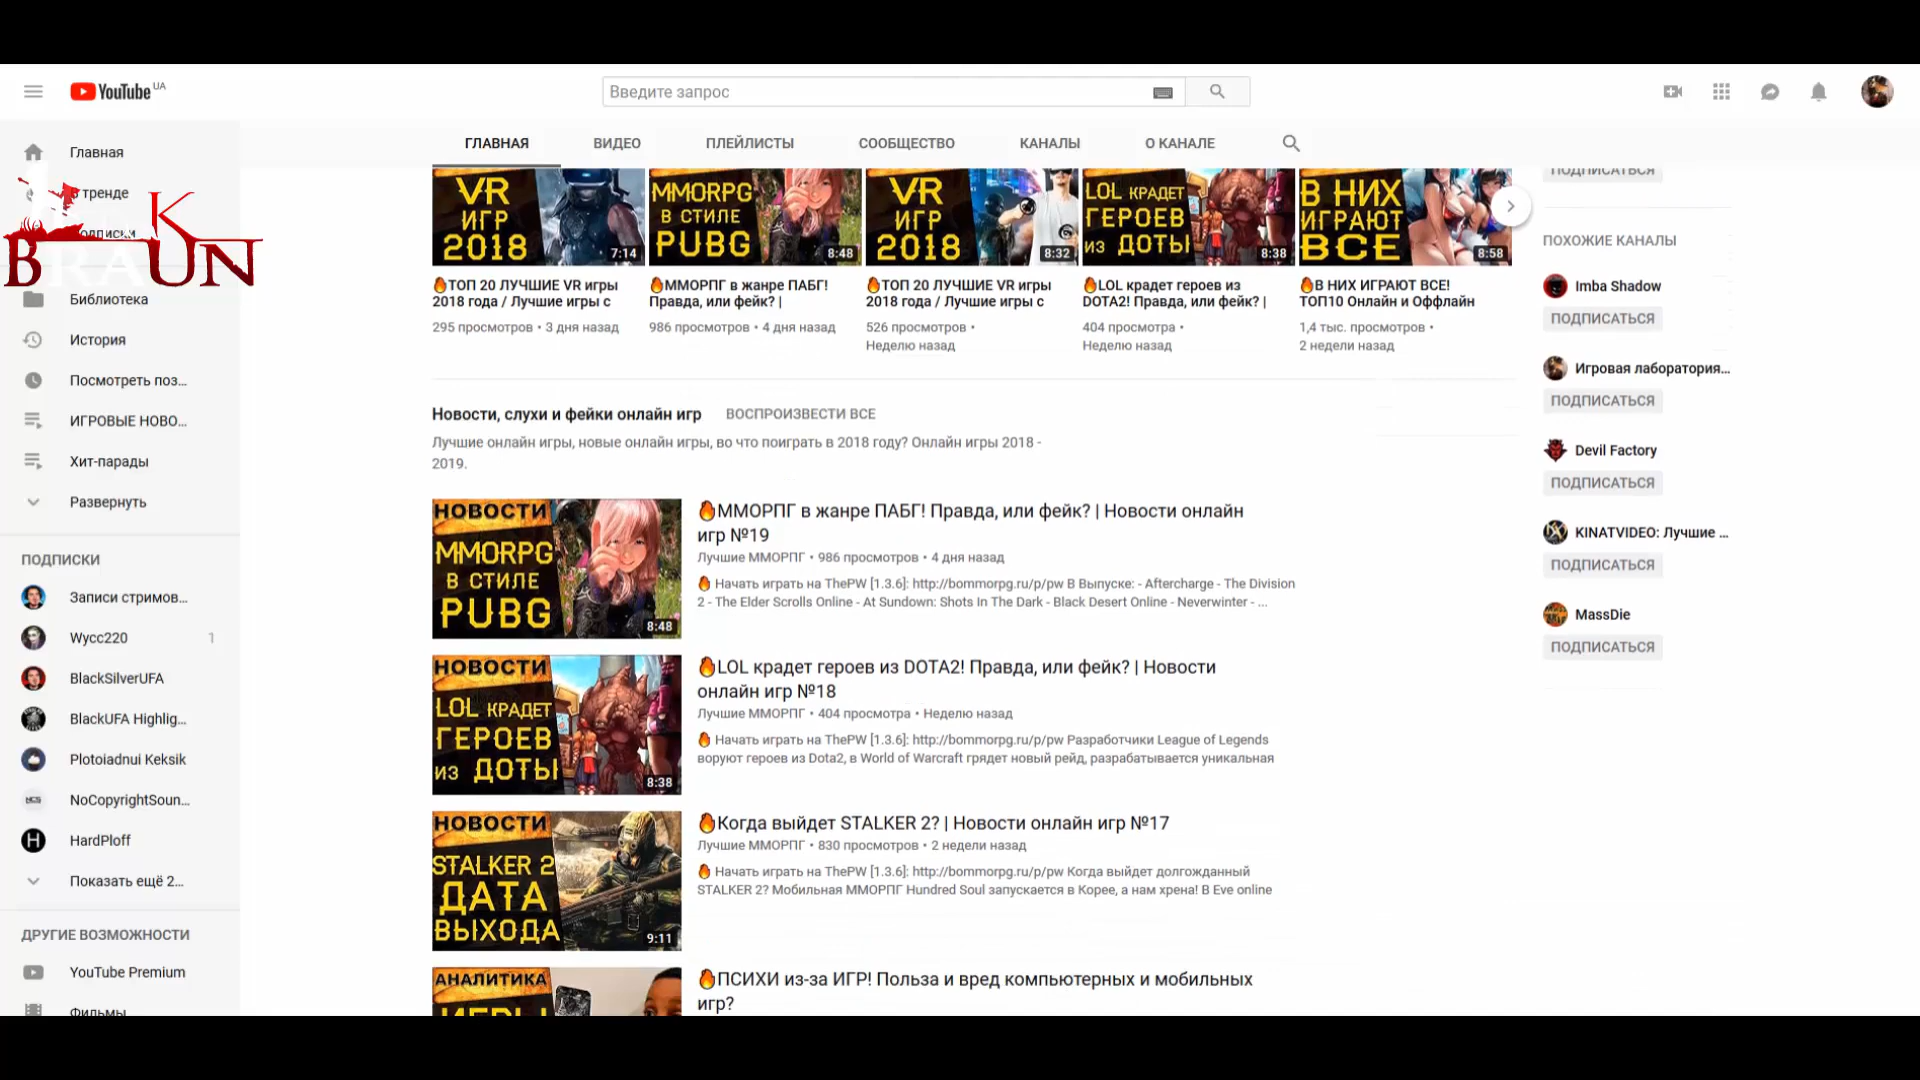 YouTube UA
Введите запрос
Главная
тренде
Библиотека
История
Посмотреть поз...
ИГРОВЫЕ НОВО...
Хит-парады
Развернуть
ПОДПИСКИ
Записи стримов...
Wycc220 1
BlackSilverUFA
BlackUFA Highlig...
Plotoiadnui Keksik
NoCopyrightSoun...
HardPloff
Показать ещё 2...
ДРУГИЕ ВОЗМОЖНОСТИ
YouTube Premium
Фильмы
K
BRAUN
ГЛАВНАЯ ВИДЕО ПЛЕЙЛИСТЫ СООБЩЕСТВО КАНАЛЫ О КАНАЛЕ
VR
ИГР
2018
7:14
🔥ТОП 20 ЛУЧШИЕ VR игры
2018 года / Лучшие игры с
295 просмотров • 3 дня назад
MMORPG
В СТИЛЕ
PUBG
8:48
🔥ММОРПГ в жанре ПАБГ!
Правда, или фейк? |
986 просмотров • 4 дня назад
VR
ИГР
2018
8:32
🔥ТОП 20 ЛУЧШИЕ VR игры
2018 года / Лучшие игры с
526 просмотров •
Неделю назад
LOL КРАДЕТ
ГЕРОЕВ
ИЗ ДОТЫ
8:38
🔥LOL крадет героев из
DOTA2! Правда, или фейк? |
404 просмотра •
Неделю назад
В НИХ
ИГРАЮТ
ВСЕ
8:58
🔥В НИХ ИГРАЮТ ВСЕ!
ТОП10 Онлайн и Оффлайн
1,4 тыс. просмотров •
2 недели назад
Новости, слухи и фейки онлайн игр ВОСПРОИЗВЕСТИ ВСЕ
Лучшие онлайн игры, новые онлайн игры, во что поиграть в 2018 году? Онлайн игры 2018 -
2019.
НОВОСТИ
MMORPG
В СТИЛЕ
PUBG
8:48
🔥ММОРПГ в жанре ПАБГ! Правда, или фейк? | Новости онлайн
игр №19
Лучшие ММОРПГ • 986 просмотров • 4 дня назад
🔥 Начать играть на ThePW [1.3.6]: http://bommorpg.ru/p/pw В Выпуске: - Aftercharge - The Division
2 - The Elder Scrolls Online - At Sundown: Shots In The Dark - Black Desert Online - Neverwinter - ...
НОВОСТИ
LOL КРАДЕТ
ГЕРОЕВ
ИЗ ДОТЫ
8:38
🔥LOL крадет героев из DOTA2! Правда, или фейк? | Новости
онлайн игр №18
Лучшие ММОРПГ • 404 просмотра • Неделю назад
🔥 Начать играть на ThePW [1.3.6]: http://bommorpg.ru/p/pw Разработчики League of Legends
воруют героев из Dota2, в World of Warcraft грядет новый рейд, разрабатывается уникальная
НОВОСТИ
STALKER 2
ДАТА
ВЫХОДА
9:11
🔥Когда выйдет STALKER 2? | Новости онлайн игр №17
Лучшие ММОРПГ • 830 просмотров • 2 недели назад
🔥 Начать играть на ThePW [1.3.6]: http://bommorpg.ru/p/pw Когда выйдет долгожданный
STALKER 2? Мобильная ММОРПГ Hundred Soul запускается в Корее, а нам хрена! В Eve online
АНАЛИТИКА
ИГРЫ
🔥ПСИХИ из-за ИГР! Польза и вред компьютерных и мобильных
игр?
ПОДПИСАТЬСЯ
ПОХОЖИЕ КАНАЛЫ
Imba Shadow
ПОДПИСАТЬСЯ
Игровая лаборатория...
ПОДПИСАТЬСЯ
Devil Factory
ПОДПИСАТЬСЯ
KINATVIDEO: Лучшие ...
ПОДПИСАТЬСЯ
MassDie
ПОДПИСАТЬСЯ